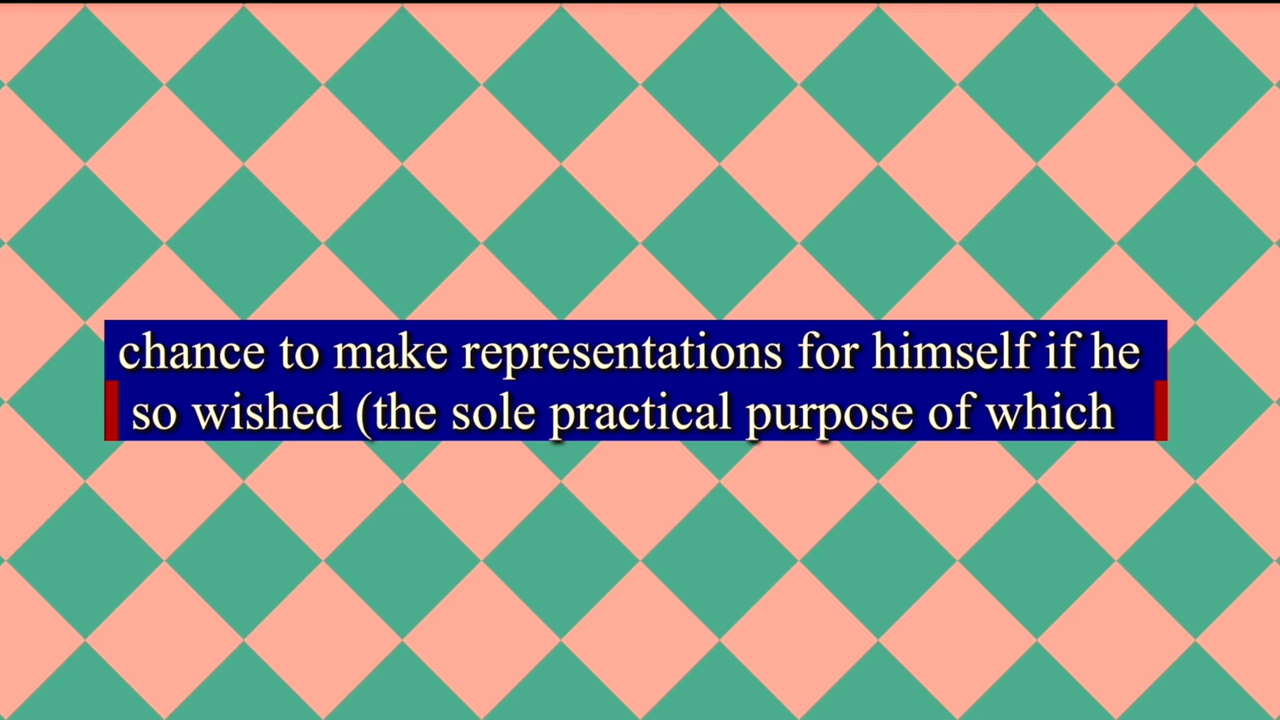 chance to make representations for himself if he
so wished (the sole practical purpose of which